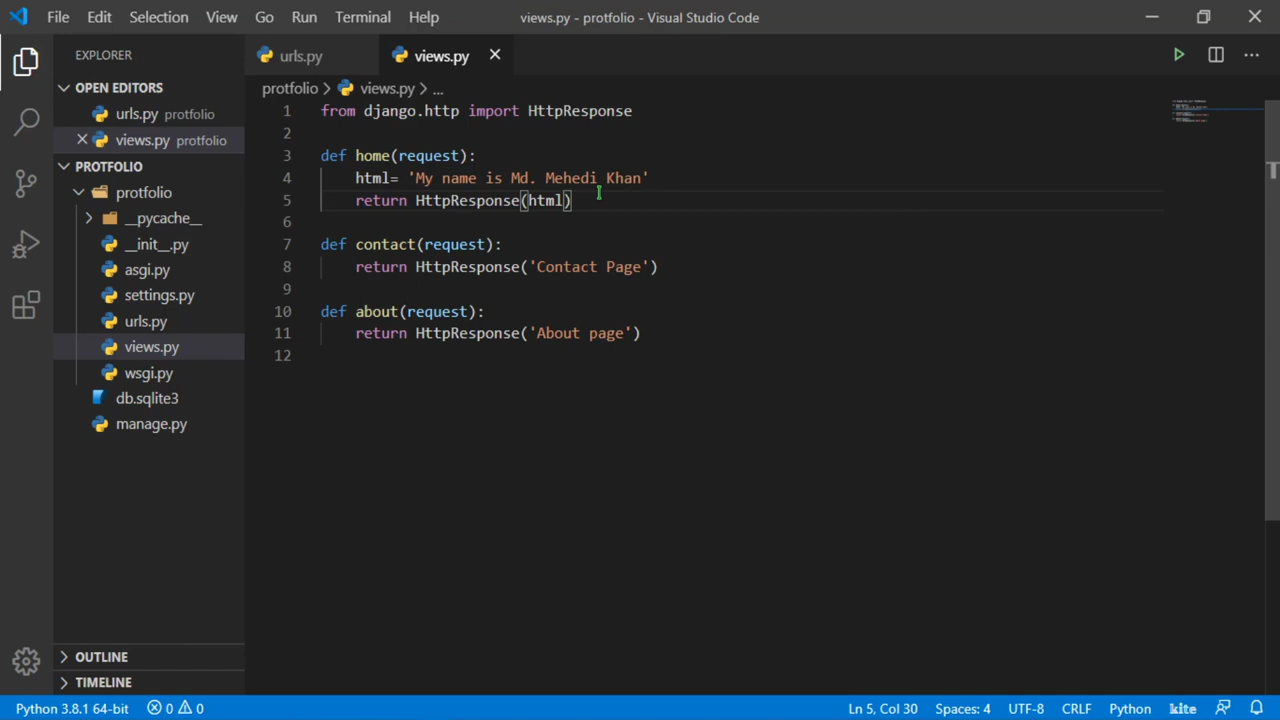 File Edit Selection View Go Run Terminal Help
views.py - protfolio - Visual Studio Code
EXPLORER
OPEN EDITORS
urls.py protfolio
views.py protfolio
PROTFOLIO
protfolio
__pycache__
__init__.py
asgi.py
settings.py
urls.py
views.py
wsgi.py
db.sqlite3
manage.py
OUTLINE
TIMELINE
urls.py
views.py
protfolio > views.py > ...
1 from django.http import HttpResponse
2
3 def home(request):
4 html= 'My name is Md. Mehedi Khan'
5 return HttpResponse(html)
6
7 def contact(request):
8 return HttpResponse('Contact Page')
9
10 def about(request):
11 return HttpResponse('About page')
12
Python 3.8.1 64-bit 0 0
Ln 5, Col 30 Spaces: 4 UTF-8 CRLF Python kite